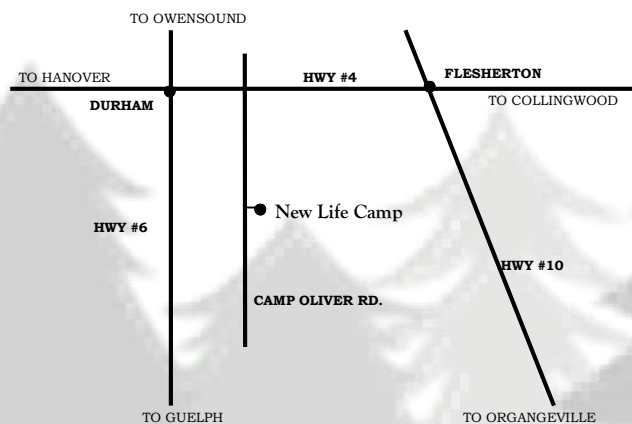 TO OWENSOUND
TO HANOVER
HWY #4
FLESHERTON
DURHAM
TO COLLINGWOOD
New Life Camp
HWY #6
HWY #10
CAMP OLIVER RD.
TO GUELPH
TO ORGANGEVILLE